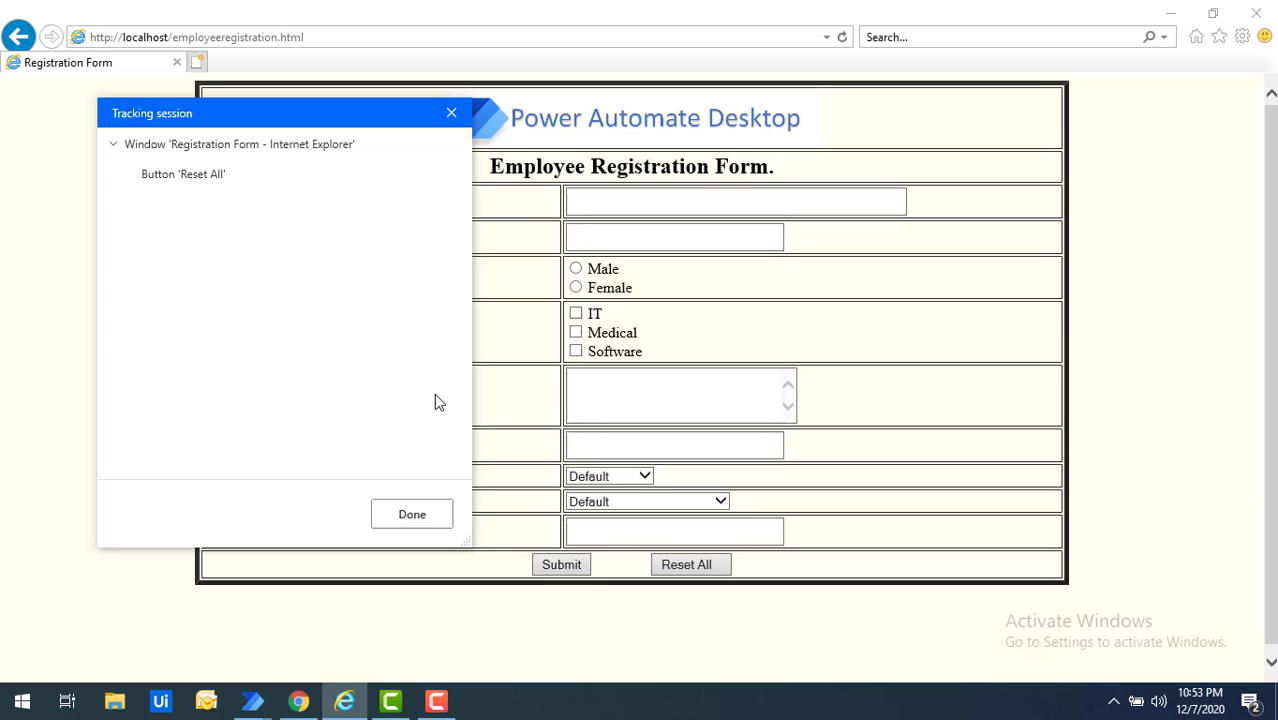 http://localhost/employeeregistration.html
Search...
Registration Form
Tracking session
Window 'Registration Form - Internet Explorer'
Button 'Reset All'
Done
Power Automate Desktop
Employee Registration Form.
Male
Female
IT
Medical
Software
Default
Default
Submit
Reset All
Activate Windows
Go to Settings to activate Windows.
Ui
10:53 PM
12/7/2020
2